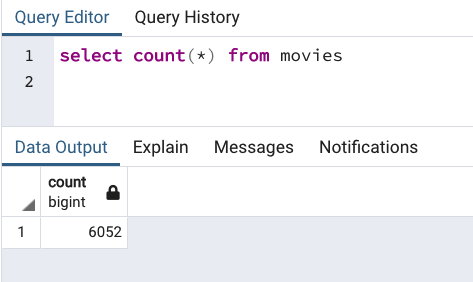 Query Editor Query History
1 select count(*) from movies
2
Data Output Explain Messages Notifications
count
bigint
1 6052